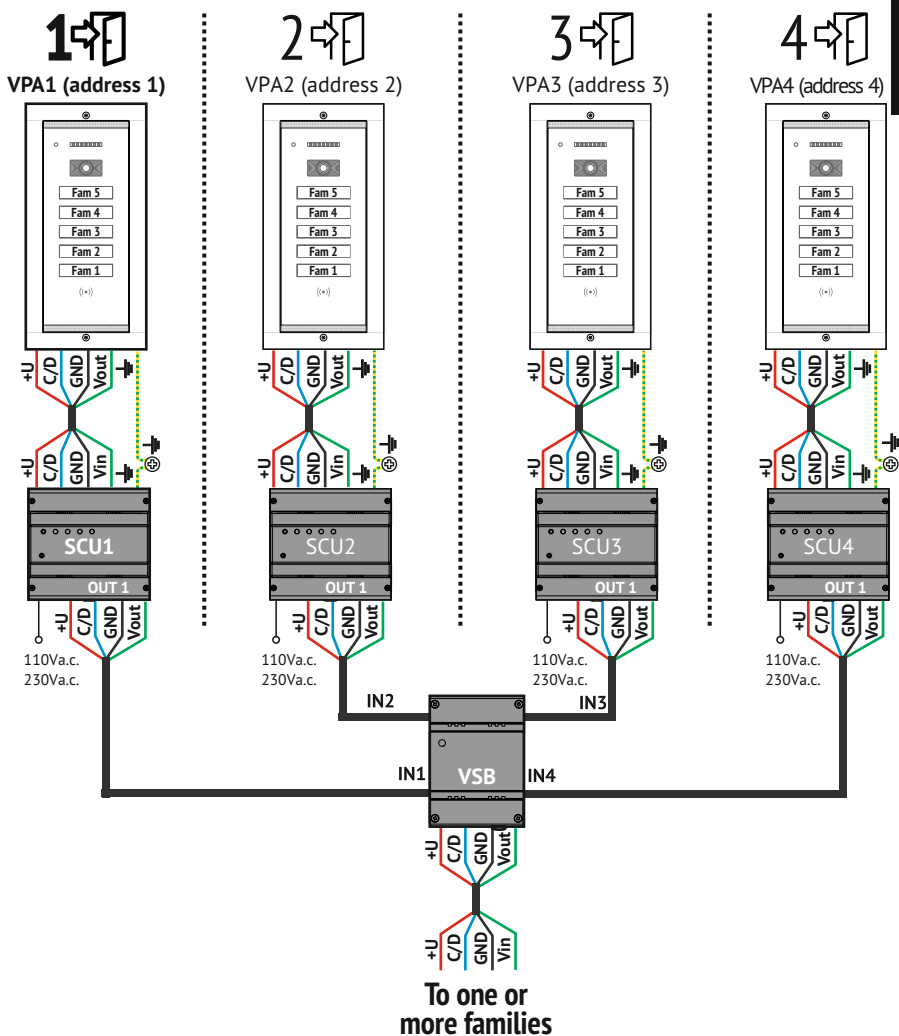 1 2 3 4
VPA1 (address 1) VPA2 (address 2) VPA3 (address 3) VPA4 (address 4)
Fam 5 Fam 5 Fam 5 Fam 5
Fam 4 Fam 4 Fam 4 Fam 4
Fam 3 Fam 3 Fam 3 Fam 3
Fam 2 Fam 2 Fam 2 Fam 2
Fam 1 Fam 1 Fam 1 Fam 1
+U C/D GND Vout +U C/D GND Vout +U C/D GND Vout +U C/D GND Vout
+U C/D GND Vin +U C/D GND Vin +U C/D GND Vin +U C/D GND Vin
SCU1 SCU2 SCU3 SCU4
OUT 1 OUT 1 OUT 1 OUT 1
+U C/D GND Vout +U C/D GND Vout +U C/D GND Vout +U C/D GND Vout
110Va.c. 110Va.c. 110Va.c. 110Va.c.
230Va.c. 230Va.c. 230Va.c. 230Va.c.
IN2 IN3
IN1 VSB IN4
+U C/D GND Vout
+U C/D GND Vin
To one or
more families